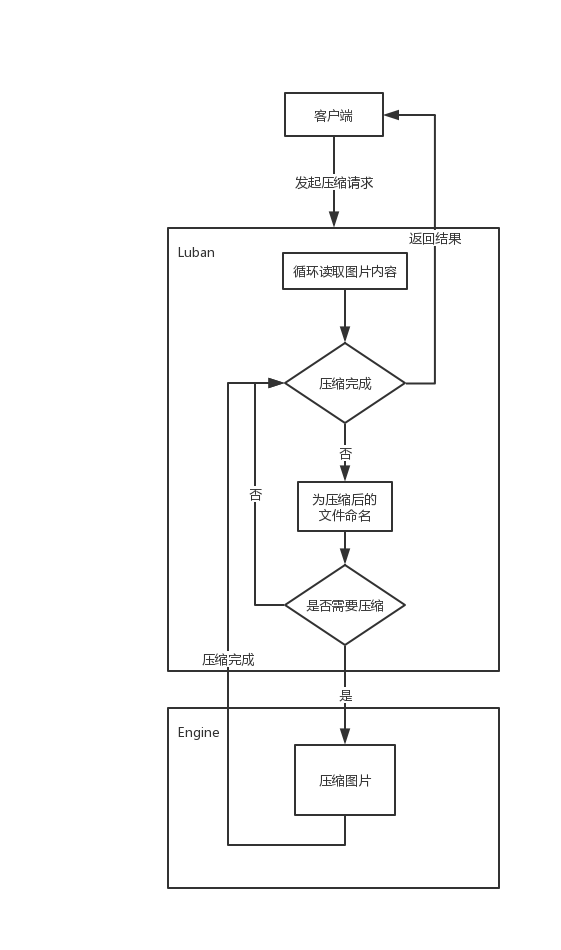 客户端
发起压缩请求
返回结果
Luban
循环读取图片内容
压缩完成
否
否
为压缩后的
文件命名
是否需要压缩
压缩完成
是
Engine
压缩图片